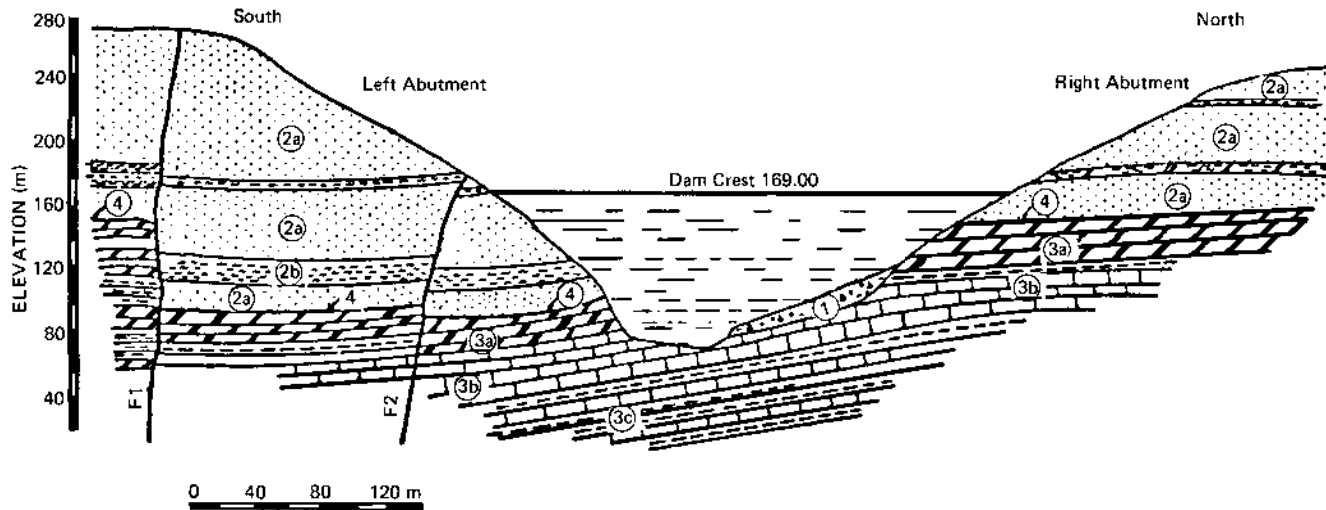 280
South
North
240
Left Abutment
Right Abutment
2a
200
2a
2a
ELEVATION (m)
Dam Crest 169.00
160
4
4
2a
2a
3a
120
2b
3b
2a
4
4
1
80
3a
3b
40
F1
F2
3c
0 40 80 120 m